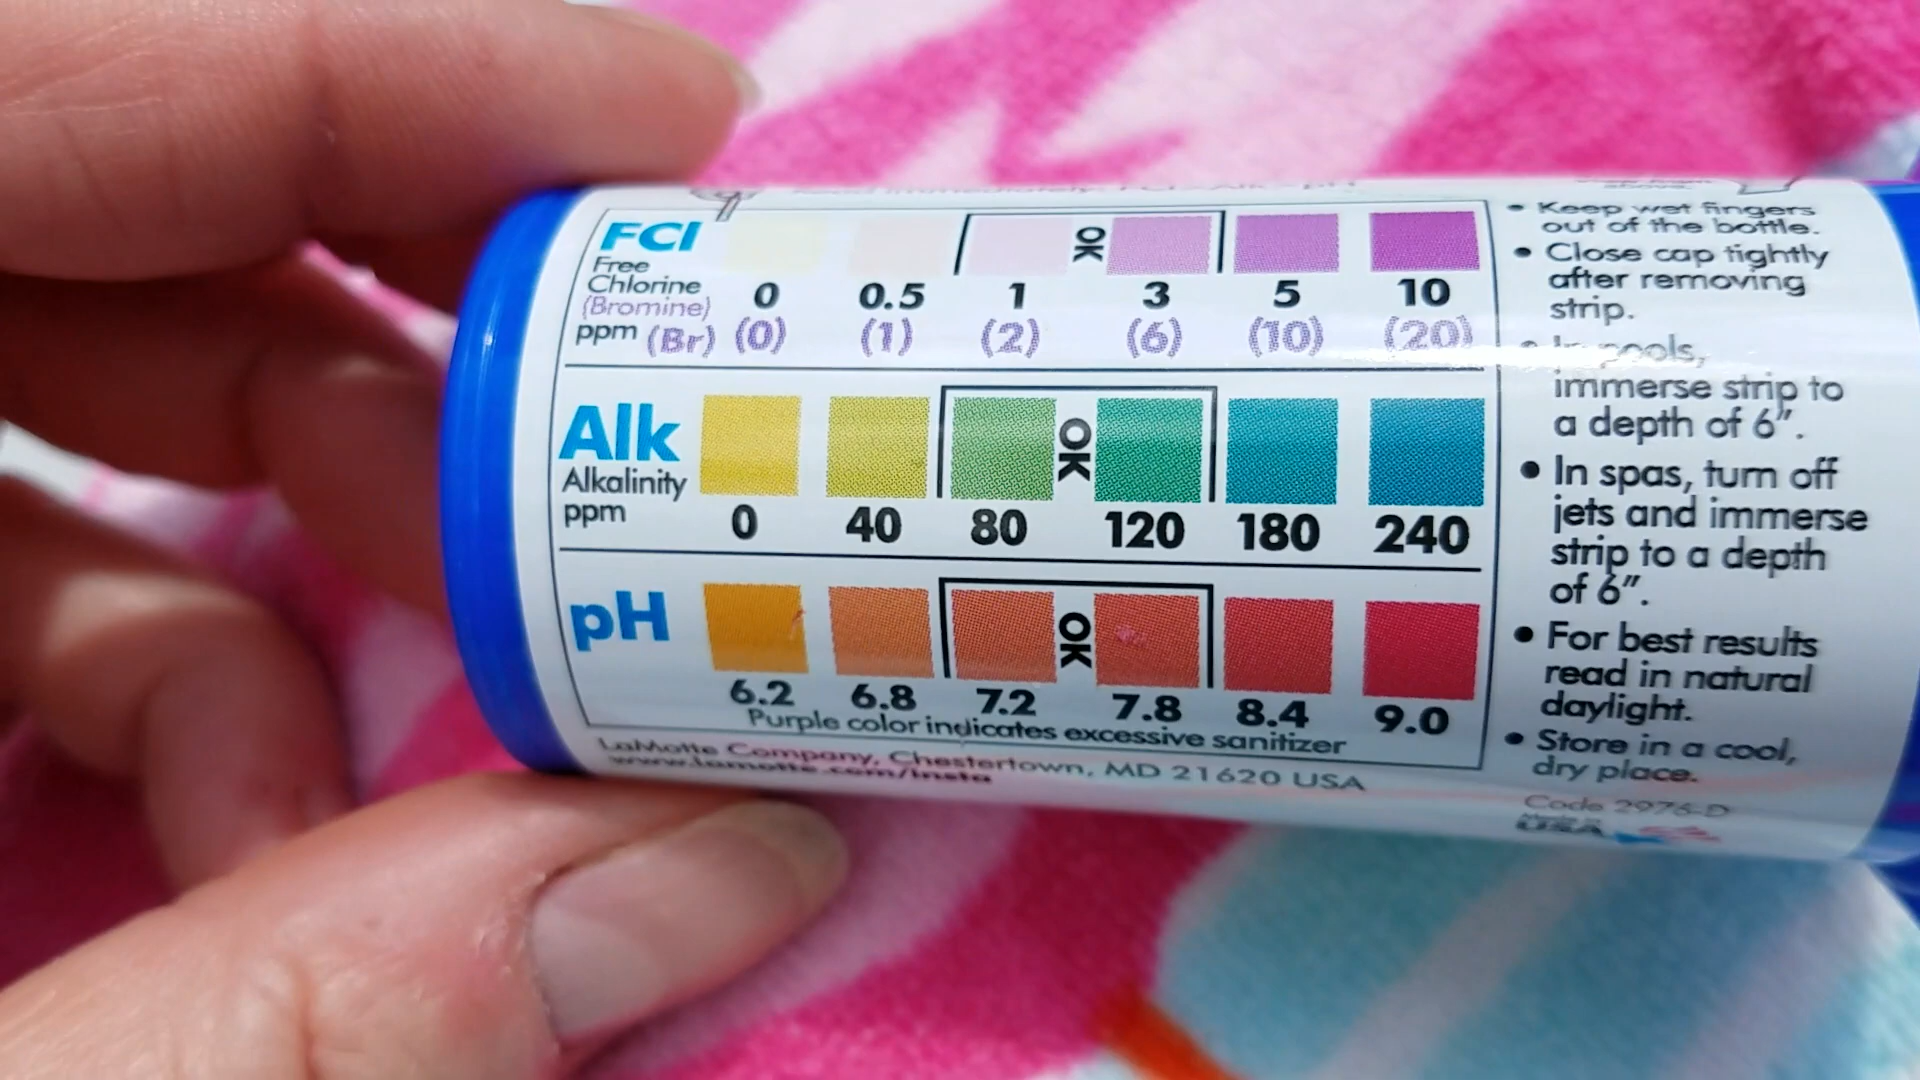 FCl
Free
Chlorine
(Bromine)
ppm (Br)
0 0.5 1 OK 3 5 10
(0) (1) (2) (6) (10) (20)
Alk
Alkalinity
ppm
OK
0 40 80 120 180 240
pH
OK
6.2 6.8 7.2 7.8 8.4 9.0
Purple color indicates excessive sanitizer
LaMotte Company, Chestertown, MD 21620 USA
www.lamotte.com/insta
• Keep wet fingers
out of the bottle.
• Close cap tightly
after removing
strip.
• In pools,
immerse strip to
a depth of 6”.
• In spas, turn off
jets and immerse
strip to a depth
of 6”.
• For best results
read in natural
daylight.
• Store in a cool,
dry place.
Code 2976-D
Made in
USA